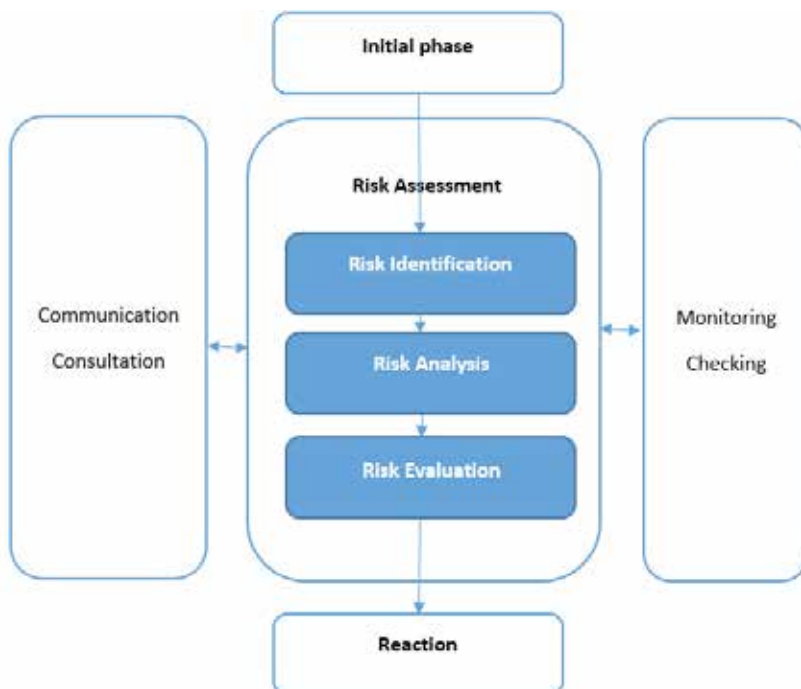 Initial phase
Risk Assessment
Risk Identification
Risk Analysis
Risk Evaluation
Communication
Consultation
Monitoring
Checking
Reaction